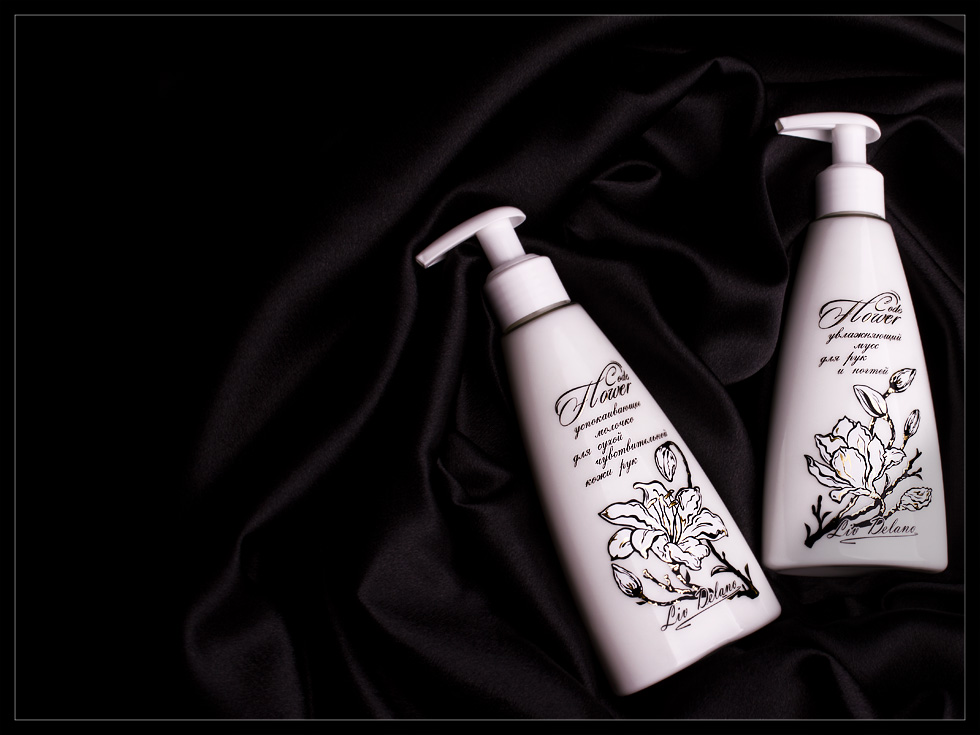 Code
Flower
успокаивающее
молочко
для сухой
чувствительной
кожи рук
Liv Delano
Code
Flower
увлажняющий
мусс
для рук
и ногтей
Liv Delano